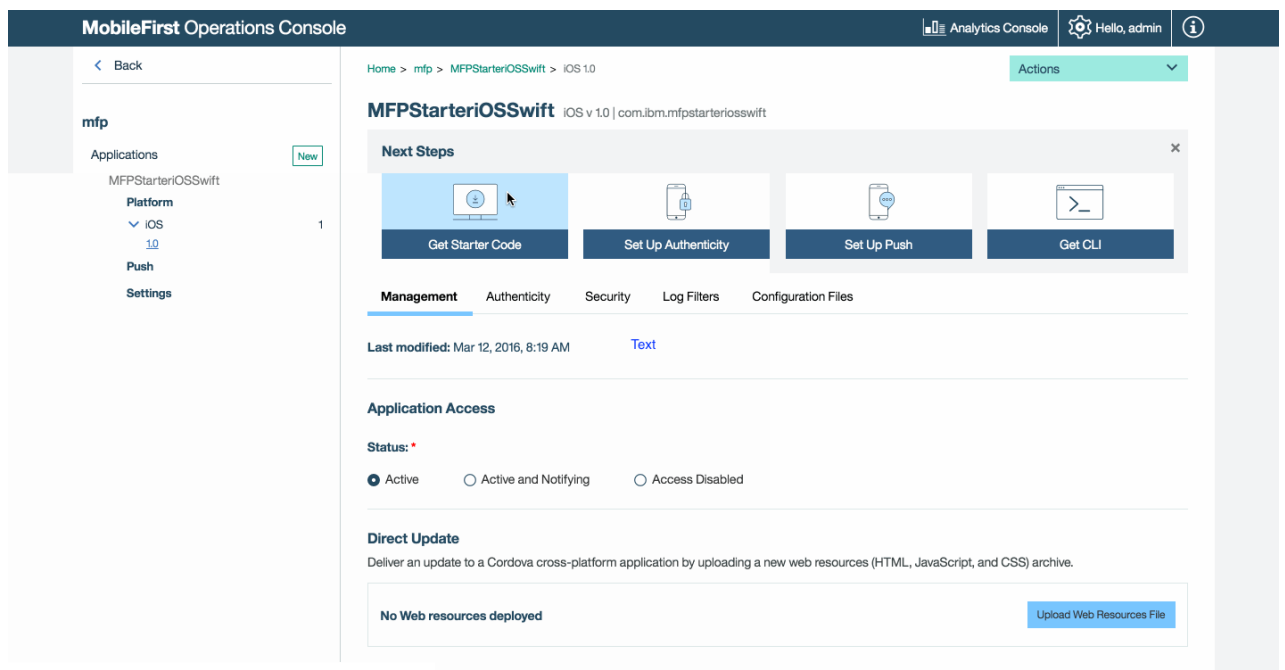 MobileFirst Operations Console
Analytics Console
Hello, admin
Back
mfp
Applications
New
MFPStarteriOSSwift
Platform
iOS 1
1.0
Push
Settings
Home > mfp > MFPStarteriOSSwift > iOS 1.0
Actions
MFPStarteriOSSwift iOS v 1.0 | com.ibm.mfpstarteriosswift
Next Steps
Get Starter Code
Set Up Authenticity
Set Up Push
Get CLI
Management Authenticity Security Log Filters Configuration Files
Last modified: Mar 12, 2016, 8:19 AM
Text
Application Access
Status: *
Active Active and Notifying Access Disabled
Direct Update
Deliver an update to a Cordova cross-platform application by uploading a new web resources (HTML, JavaScript, and CSS) archive.
No Web resources deployed
Upload Web Resources File